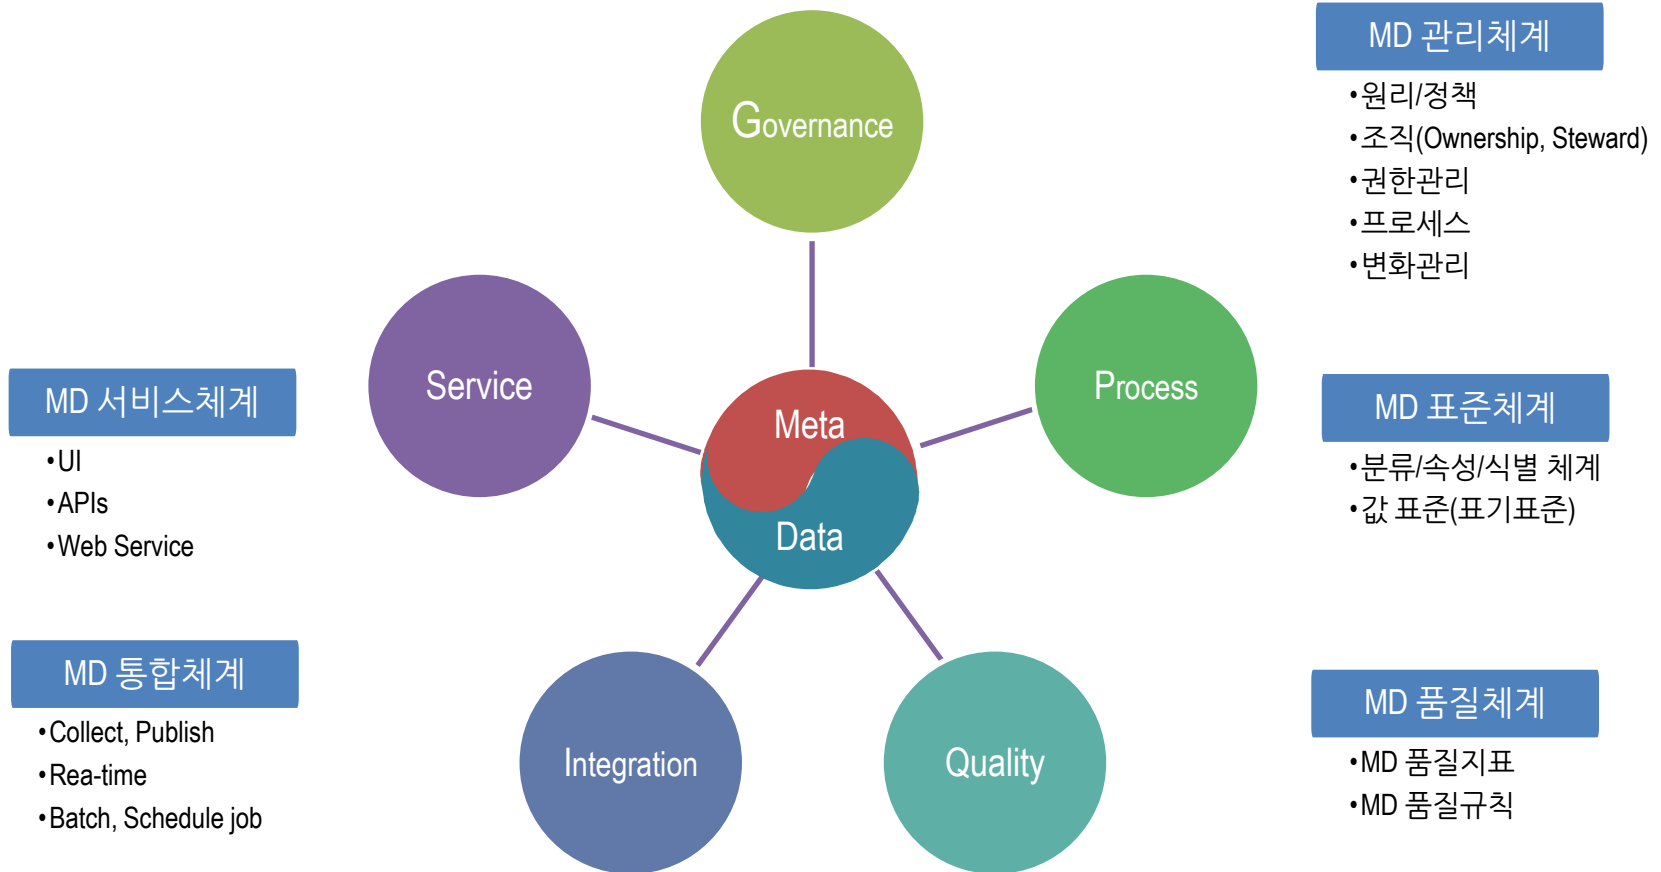 Governance
MD 관리체계
•원리/정책
•조직(Ownership, Steward)
•권한관리
•프로세스
•변화관리
Service
Process
MD 서비스체계
•UI
•APIs
•Web Service
Meta
Data
MD 표준체계
•분류/속성/식별 체계
•값 표준(표기표준)
MD 통합체계
•Collect, Publish
•Rea-time
•Batch, Schedule job
Integration
Quality
MD 품질체계
•MD 품질지표
•MD 품질규칙